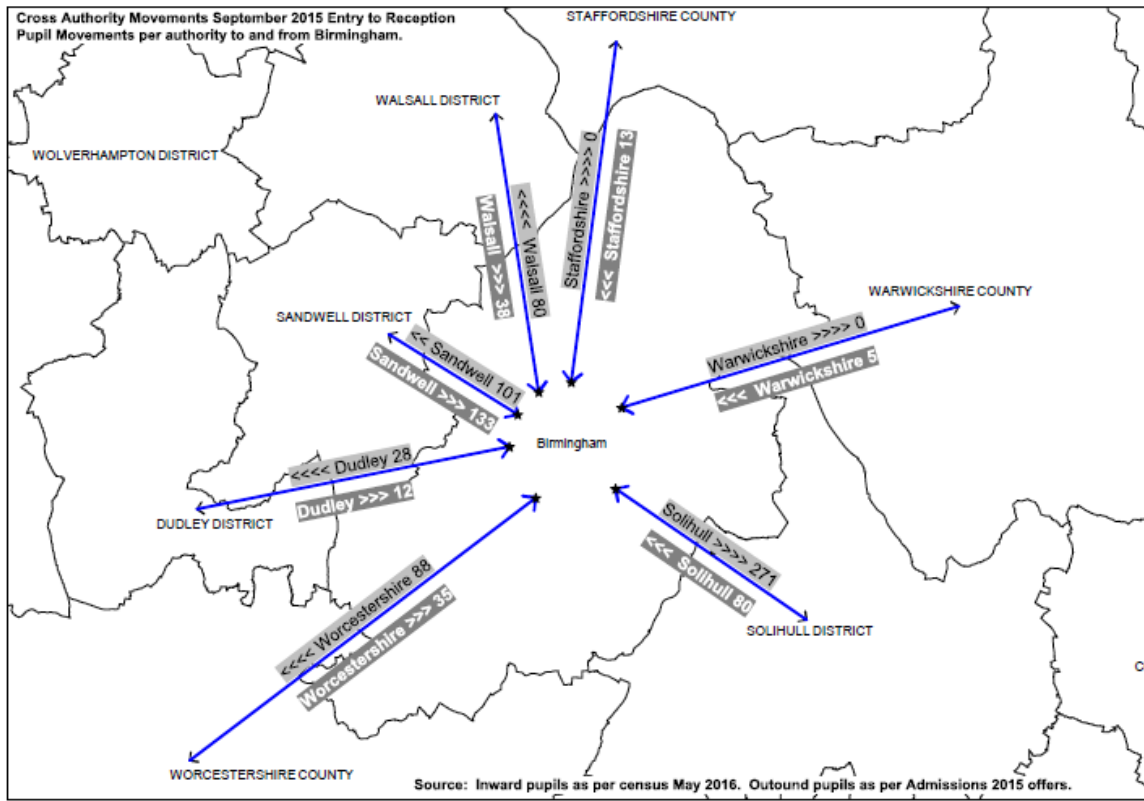 Cross Authority Movements September 2015 Entry to Reception
Pupil Movements per authority to and from Birmingham.
STAFFORDSHIRE COUNTY
WALSALL DISTRICT
WOLVERHAMPTON DISTRICT
Staffordshire >>>> 0
<<< Staffordshire 13
<<<< Walsall 80
Walsall >>> 38
WARWICKSHIRE COUNTY
SANDWELL DISTRICT
<< Sandwell 101
Sandwell >>> 133
Warwickshire >>>> 0
<<< Warwickshire 5
Birmingham
<<<< Dudley 28
Dudley >>> 12
DUDLEY DISTRICT
Solihull >>>> 271
<<< Solihull 80
SOLIHULL DISTRICT
<<<< Worcestershire 88
Worcestershire >>> 35
C
WORCESTERSHIRE COUNTY
Source: Inward pupils as per census May 2016. Outound pupils as per Admissions 2015 offers.